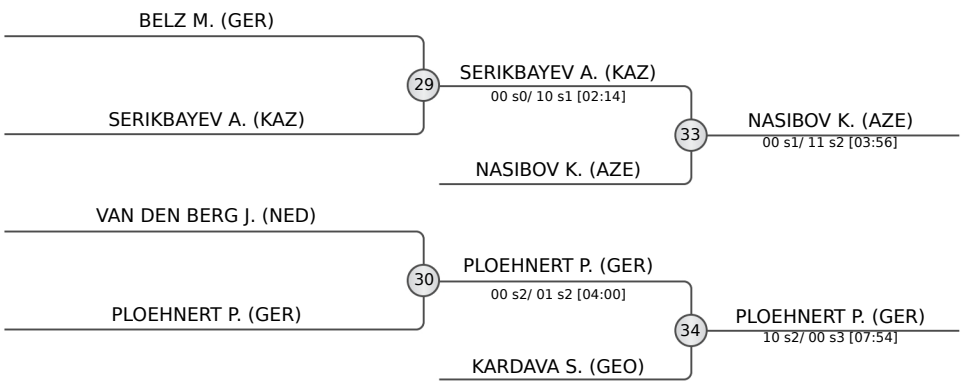 BELZ M. (GER)
SERIKBAYEV A. (KAZ)
29
SERIKBAYEV A. (KAZ)
00 s0/ 10 s1 [02:14]
NASIBOV K. (AZE)
33
NASIBOV K. (AZE)
00 s1/ 11 s2 [03:56]
VAN DEN BERG J. (NED)
PLOEHNERT P. (GER)
30
PLOEHNERT P. (GER)
00 s2/ 01 s2 [04:00]
KARDAVA S. (GEO)
34
PLOEHNERT P. (GER)
10 s2/ 00 s3 [07:54]